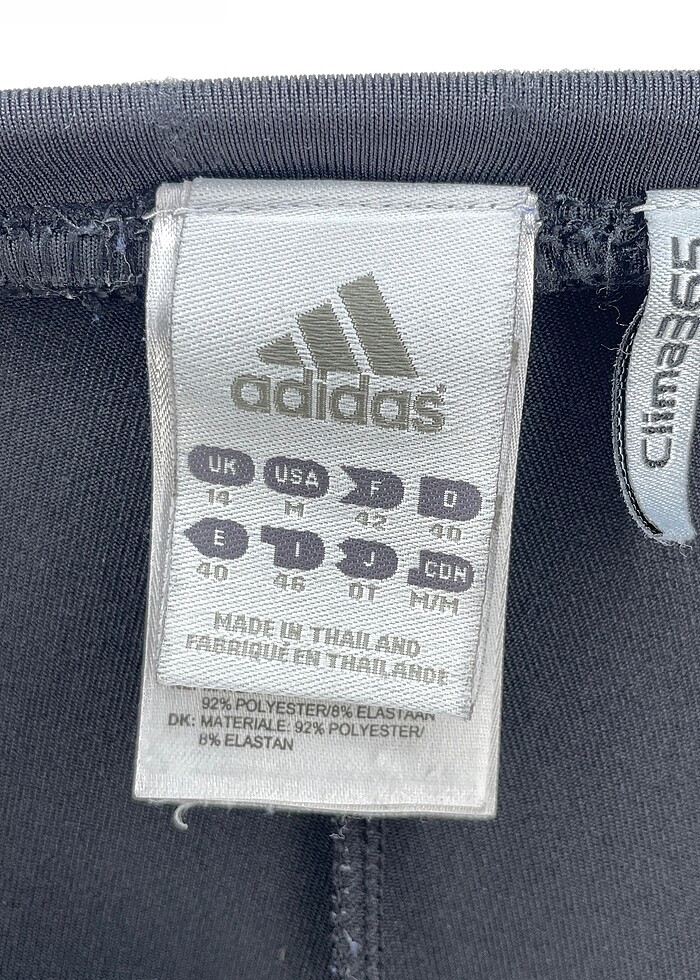 adidas
UK USA F D
14 M 42 40
E I J CDN
40 46 OT M/M
MADE IN THAILAND
FABRIQUÉ EN THAILANDE
92% POLYESTER/8% ELASTAAN
DK: MATERIALE: 92% POLYESTER/
8% ELASTAN
Clima365